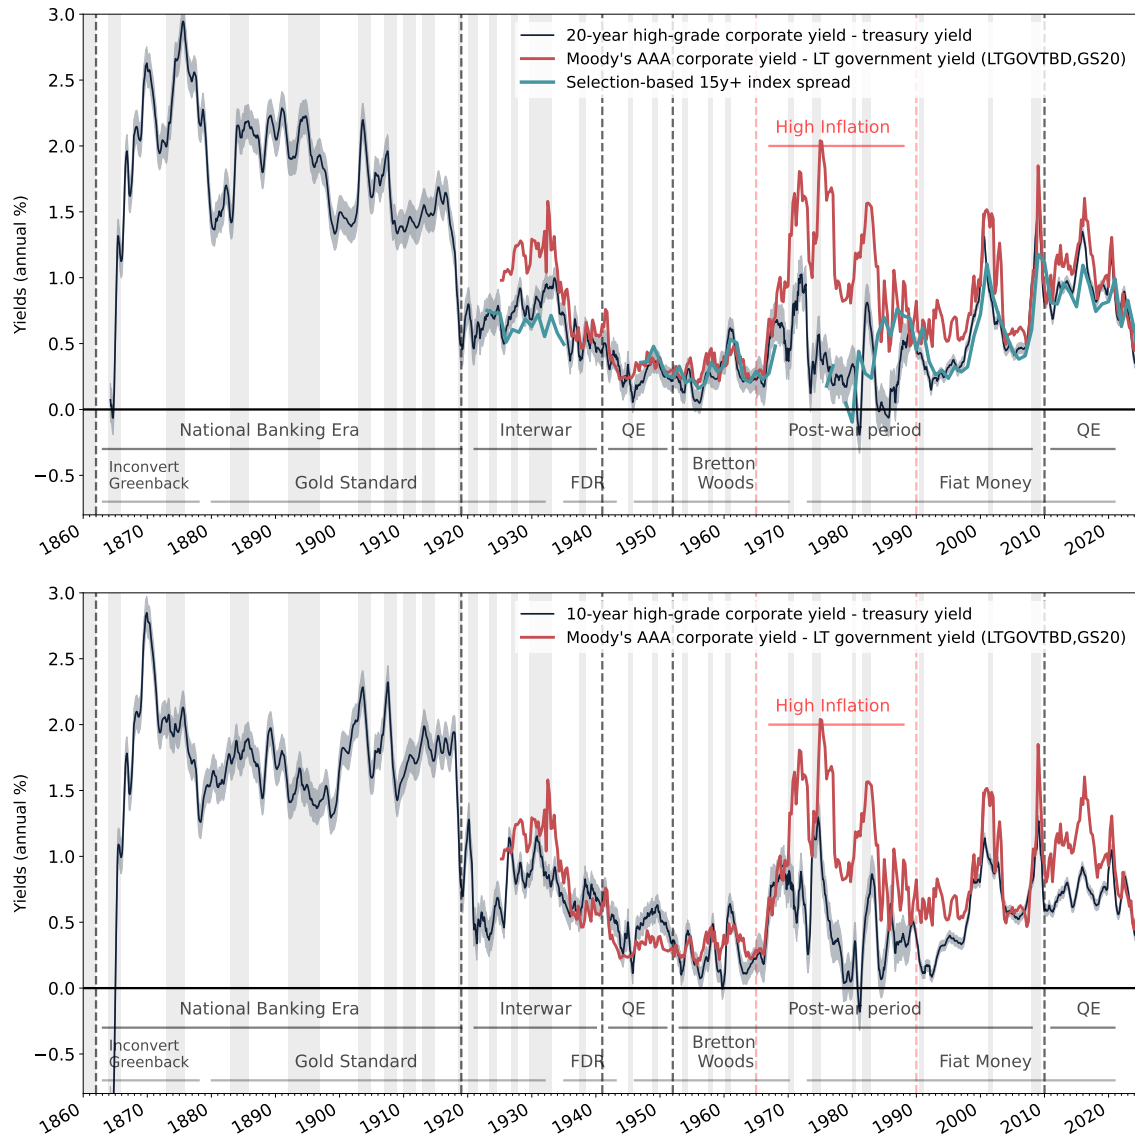 3.0
2.5
2.0
1.5
1.0
0.5
0.0
−0.5
Yields (annual %)
20-year high-grade corporate yield - treasury yield
Moody's AAA corporate yield - LT government yield (LTGOVTBD,GS20)
Selection-based 15y+ index spread
High Inflation
National Banking Era
Interwar
QE
Post-war period
QE
Inconvert
Greenback
Gold Standard
FDR
Bretton
Woods
Fiat Money
1860
1870
1880
1890
1900
1910
1920
1930
1940
1950
1960
1970
1980
1990
2000
2010
2020
3.0
2.5
2.0
1.5
1.0
0.5
0.0
−0.5
Yields (annual %)
10-year high-grade corporate yield - treasury yield
Moody's AAA corporate yield - LT government yield (LTGOVTBD,GS20)
High Inflation
National Banking Era
Interwar
QE
Post-war period
QE
Inconvert
Greenback
Gold Standard
FDR
Bretton
Woods
Fiat Money
1860
1870
1880
1890
1900
1910
1920
1930
1940
1950
1960
1970
1980
1990
2000
2010
2020